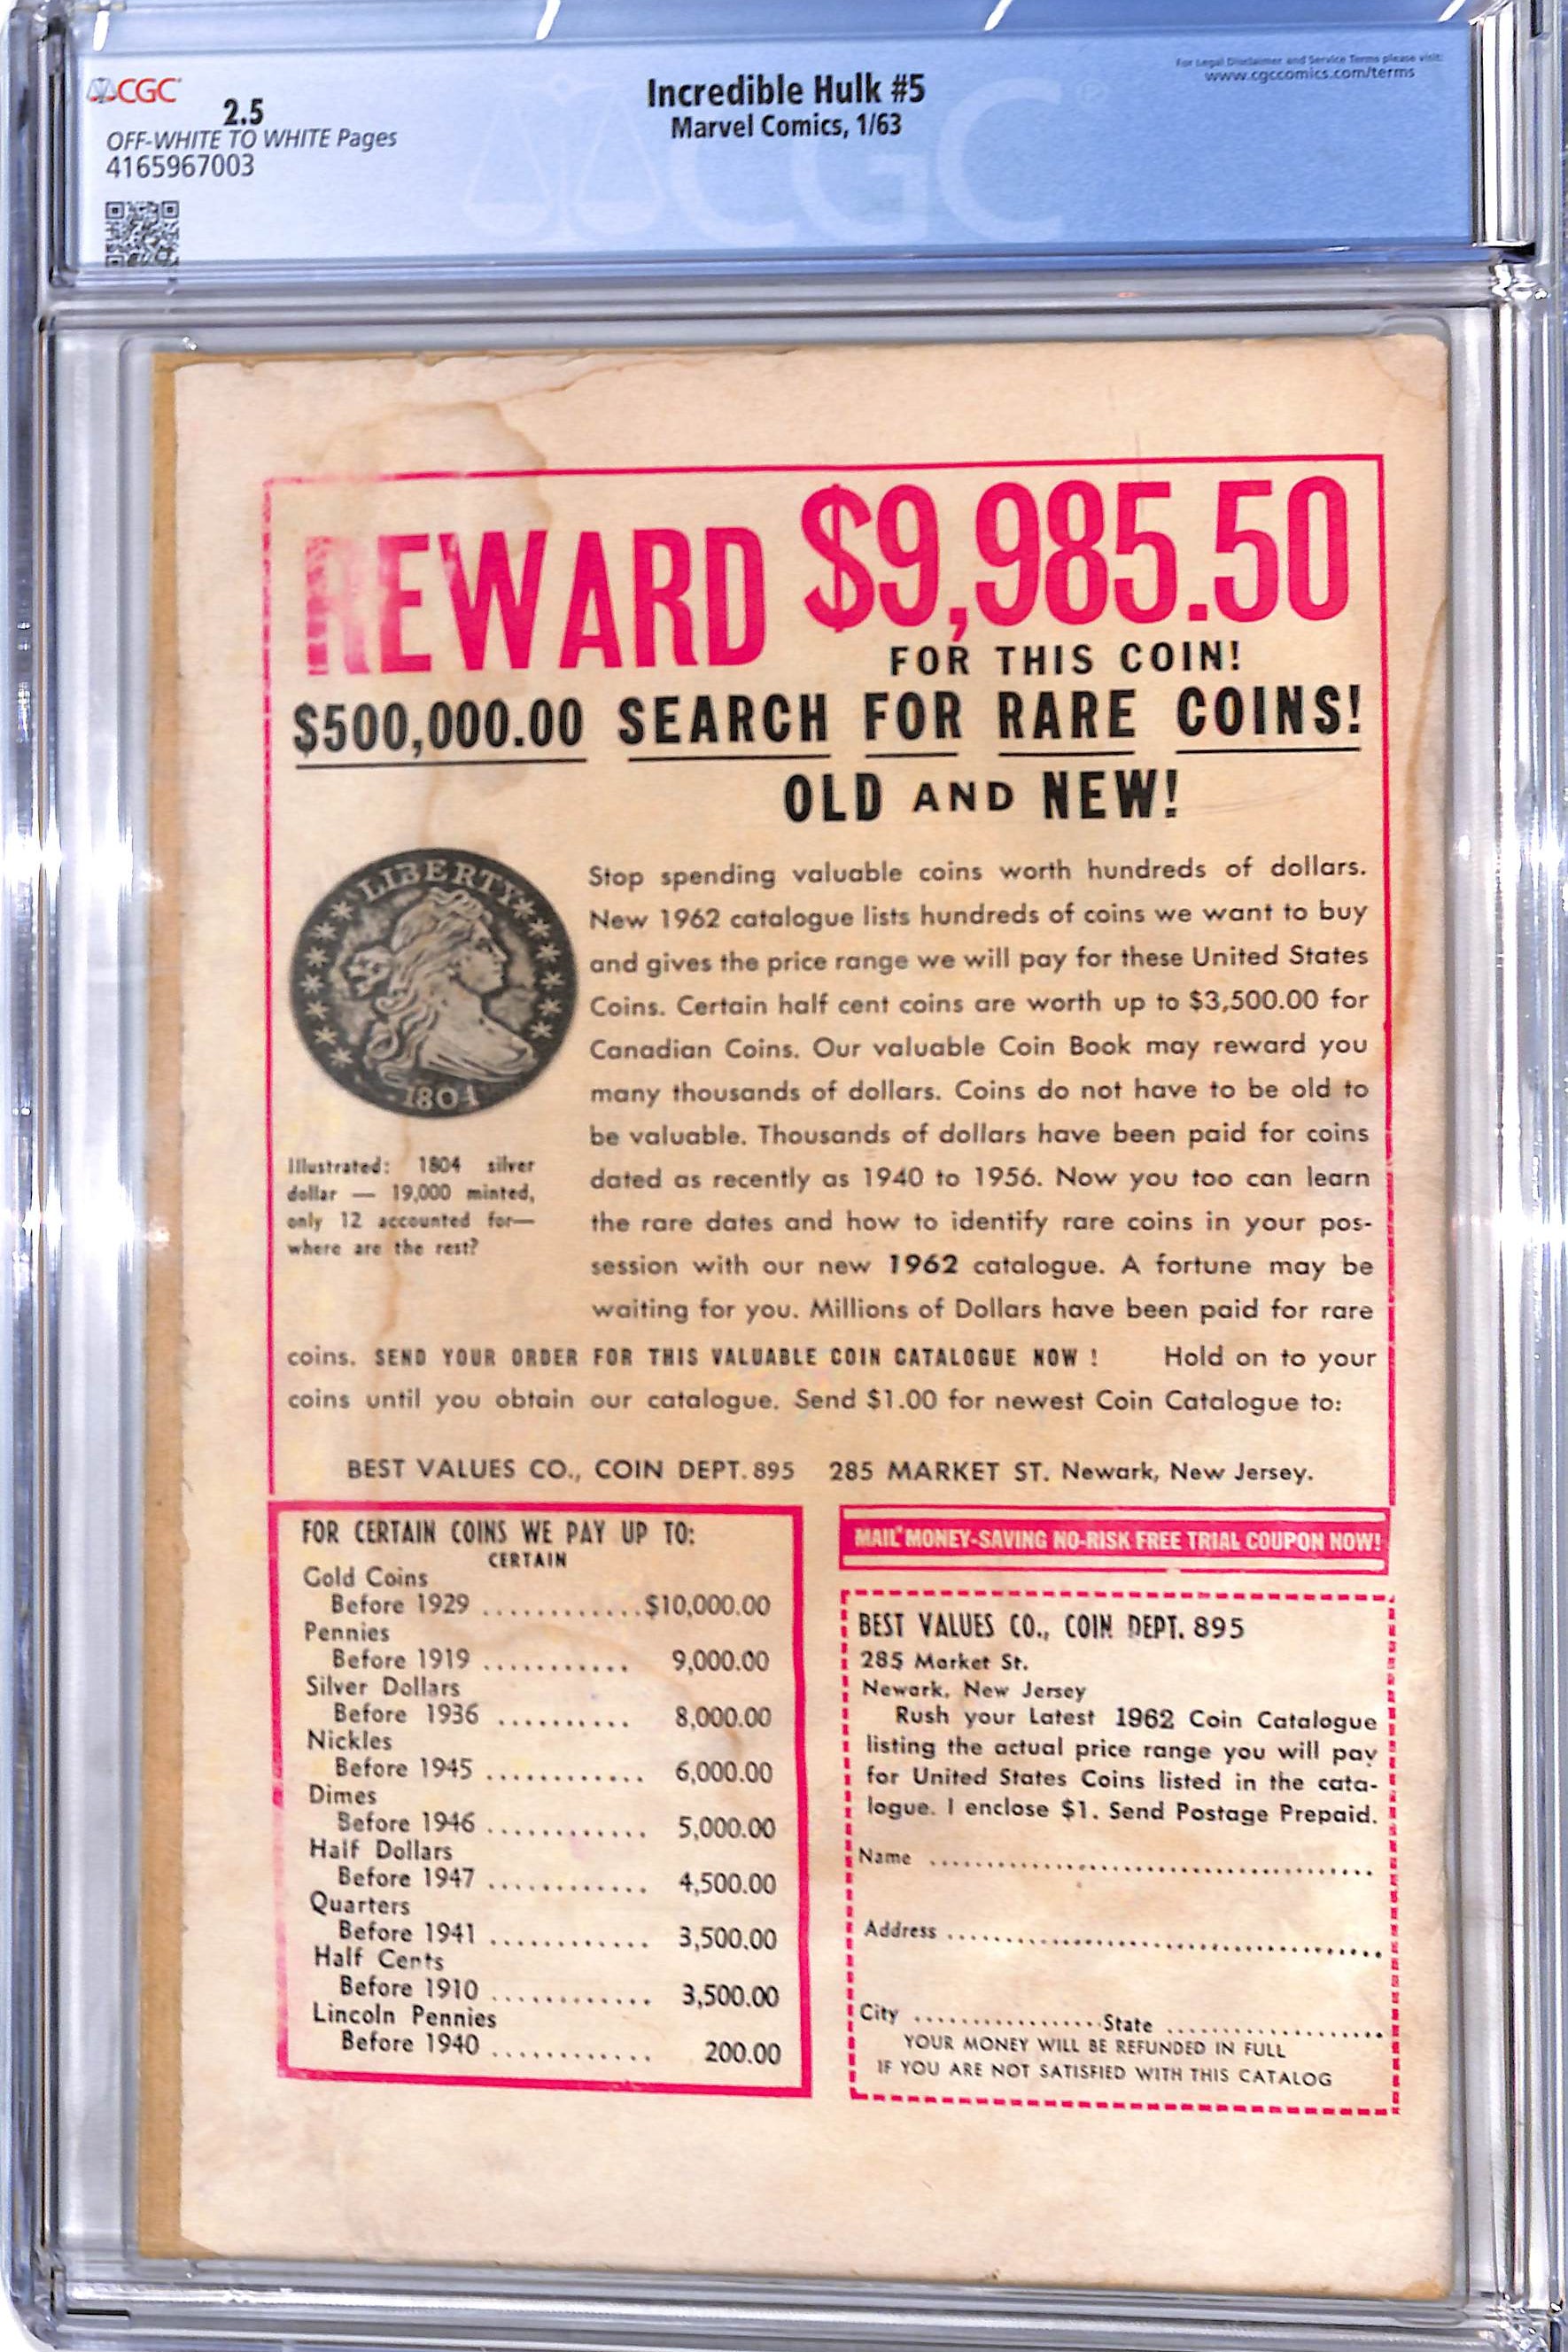 CGC
2.5
OFF-WHITE TO WHITE Pages
4165967003
Incredible Hulk #5
Marvel Comics, 1/63
For Legal Disclaimer and Service Terms please visit:
www.cgccomics.com/terms
CGC
REWARD $9,985.50
FOR THIS COIN!
$500,000.00 SEARCH FOR RARE COINS!
OLD AND NEW!
LIBERTY
1804
Illustrated: 1804 silver
dollar — 19,000 minted,
only 12 accounted for—
where are the rest?
Stop spending valuable coins worth hundreds of dollars.
New 1962 catalogue lists hundreds of coins we want to buy
and gives the price range we will pay for these United States
Coins. Certain half cent coins are worth up to $3,500.00 for
Canadian Coins. Our valuable Coin Book may reward you
many thousands of dollars. Coins do not have to be old to
be valuable. Thousands of dollars have been paid for coins
dated as recently as 1940 to 1956. Now you too can learn
the rare dates and how to identify rare coins in your pos-
session with our new 1962 catalogue. A fortune may be
waiting for you. Millions of Dollars have been paid for rare
coins. SEND YOUR ORDER FOR THIS VALUABLE COIN CATALOGUE NOW ! Hold on to your
coins until you obtain our catalogue. Send $1.00 for newest Coin Catalogue to:
BEST VALUES CO., COIN DEPT. 895 285 MARKET ST. Newark, New Jersey.
FOR CERTAIN COINS WE PAY UP TO:
CERTAIN
Gold Coins
Before 1929 ............$10,000.00
Pennies
Before 1919 ........... 9,000.00
Silver Dollars
Before 1936 .......... 8,000.00
Nickles
Before 1945 ............ 6,000.00
Dimes
Before 1946 ............ 5,000.00
Half Dollars
Before 1947 ............ 4,500.00
Quarters
Before 1941 ............ 3,500.00
Half Cents
Before 1910 ............ 3,500.00
Lincoln Pennies
Before 1940 ............ 200.00
MAIL MONEY-SAVING NO-RISK FREE TRIAL COUPON NOW!
BEST VALUES CO., COIN DEPT. 895
285 Market St.
Newark, New Jersey
Rush your Latest 1962 Coin Catalogue
listing the actual price range you will pay
for United States Coins listed in the cata-
logue. I enclose $1. Send Postage Prepaid.
Name ........................................
Address ........................................
City ..................State ....................
YOUR MONEY WILL BE REFUNDED IN FULL
IF YOU ARE NOT SATISFIED WITH THIS CATALOG